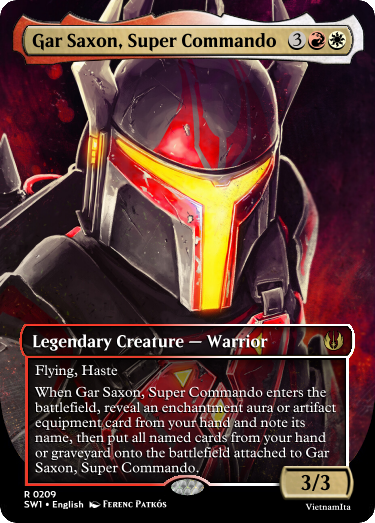 Gar Saxon, Super Commando 3
Legendary Creature — Warrior
Flying, Haste
When Gar Saxon, Super Commando enters the
battlefield, reveal an enchantment aura or artifact
equipment card from your hand and note its
name, then put all named cards from your hand
or graveyard onto the battlefield attached to Gar
Saxon, Super Commando.
3/3
R 0209
SW1 • English Ferenc Patkós
VietnamIta